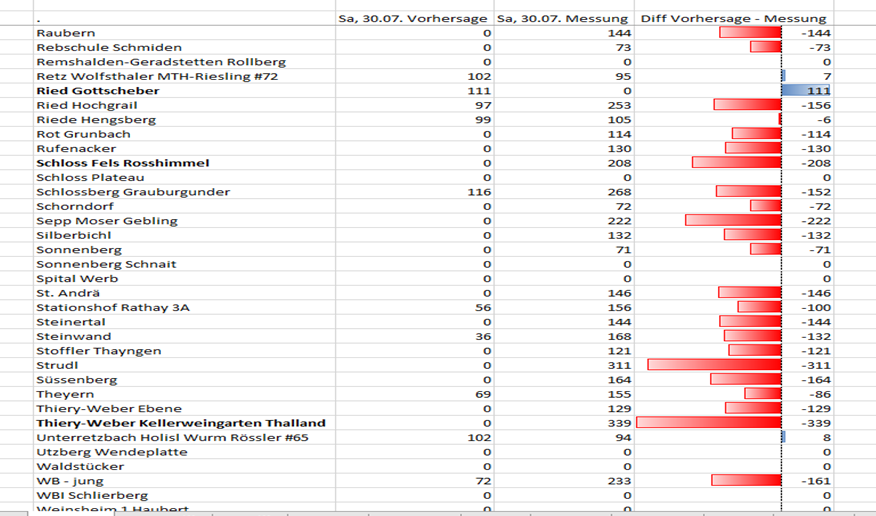 . Sa, 30.07. Vorhersage Sa, 30.07. Messung Diff Vorhersage - Messung
Raubern 0 144 -144
Rebschule Schmiden 0 73 -73
Remshalden-Geradstetten Rollberg 0 0 0
Retz Wolfsthaler MTH-Riesling #72 102 95 7
Ried Gottscheber 111 0 111
Ried Hochgrail 97 253 -156
Riede Hengsberg 99 105 -6
Rot Grunbach 0 114 -114
Rufenacker 0 130 -130
Schloss Fels Rosshimmel 0 208 -208
Schloss Plateau 0 0 0
Schlossberg Grauburgunder 116 268 -152
Schorndorf 0 72 -72
Sepp Moser Gebling 0 222 -222
Silberbichl 0 132 -132
Sonnenberg 0 71 -71
Sonnenberg Schnait 0 0 0
Spital Werb 0 0 0
St. Andrä 0 146 -146
Stationshof Rathay 3A 56 156 -100
Steinertal 0 144 -144
Steinwand 36 168 -132
Stoffler Thayngen 0 121 -121
Strudl 0 311 -311
Süssenberg 0 164 -164
Theyern 69 155 -86
Thiery-Weber Ebene 0 129 -129
Thiery-Weber Kellerweingarten Thalland 0 339 -339
Unterretzbach Holisl Wurm Rössler #65 102 94 8
Utzberg Wendeplatte 0 0 0
Waldstücker 0 0 0
WB - jung 72 233 -161
WBI Schlierberg 0 0 0
Weinsheim 1 Haubert 0 0 0